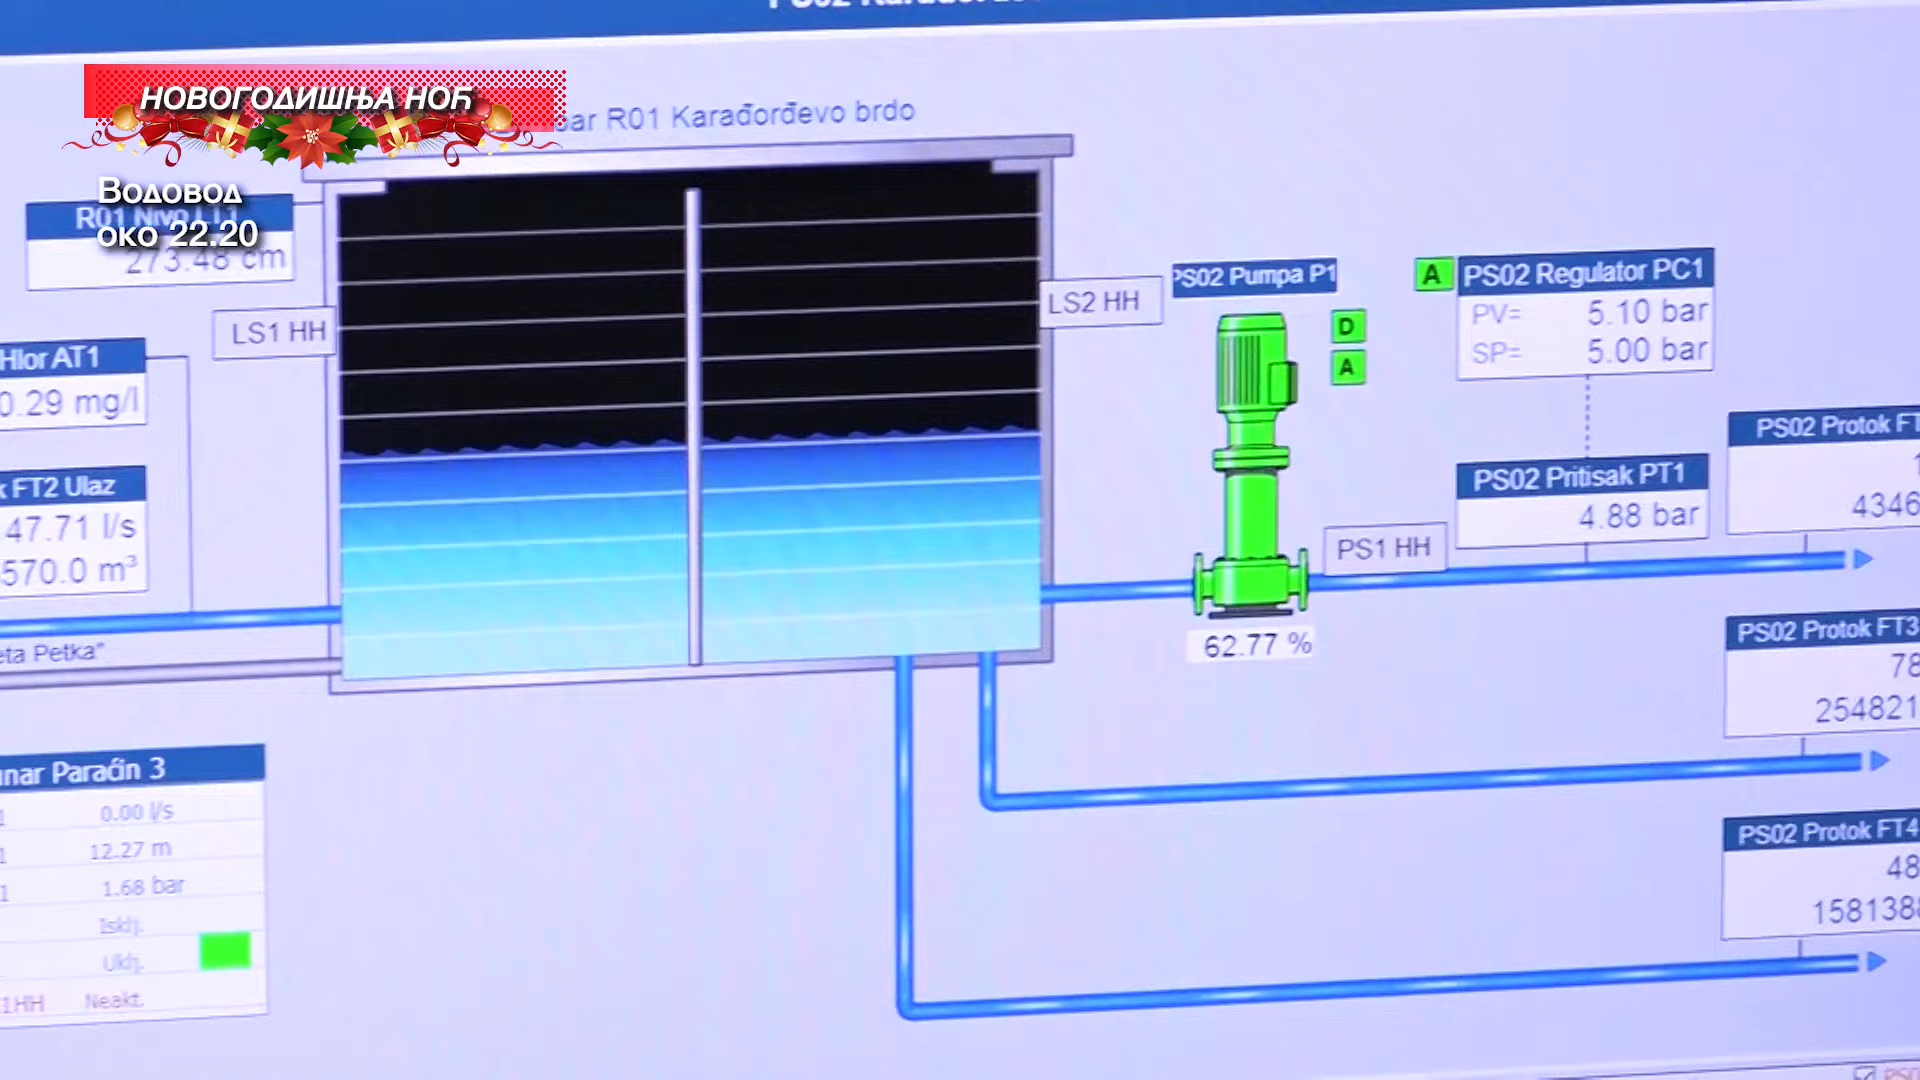 НОВОГОДИШЊА НОЋ
Водовод
око 22.20
R01 Karađorđevo brdo
R01 Nivo LT1
273.48 cm
LS1 HH
LS2 HH
Hlor AT1
0.29 mg/l
FT2 Ulaz
47.71 l/s
570.0 m³
Petka"
PS02 Pumpa P1
D
A
62.77 %
A
PS02 Regulator PC1
PV= 5.10 bar
SP= 5.00 bar
PS02 Pritisak PT1
4.88 bar
PS1 HH
PS02 Protok
4346
PS02 Protok FT3
78
254821
PS02 Protok FT4
48
158138
Paraćin 3
0.00 l/s
12.27 m
1.68 bar
Isklj.
Uklj.
1HH Neakt.